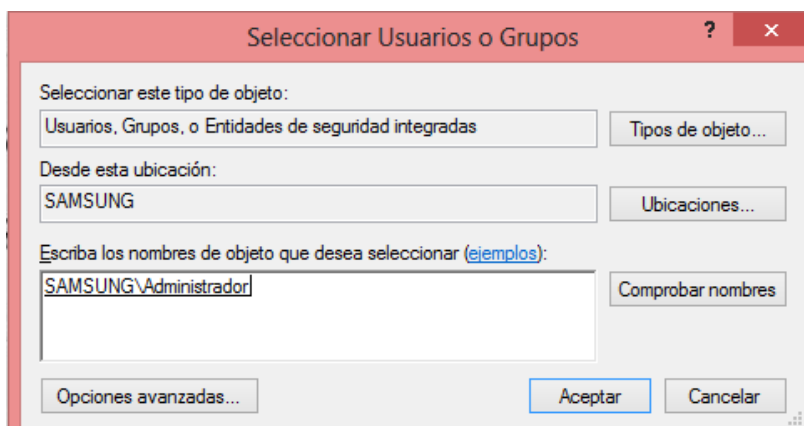 Seleccionar Usuarios o Grupos
? ×
Seleccionar este tipo de objeto:
Usuarios, Grupos, o Entidades de seguridad integradas
Tipos de objeto...
Desde esta ubicación:
SAMSUNG
Ubicaciones...
Escriba los nombres de objeto que desea seleccionar (ejemplos):
SAMSUNG\Administrador
Comprobar nombres
Opciones avanzadas...
Aceptar
Cancelar